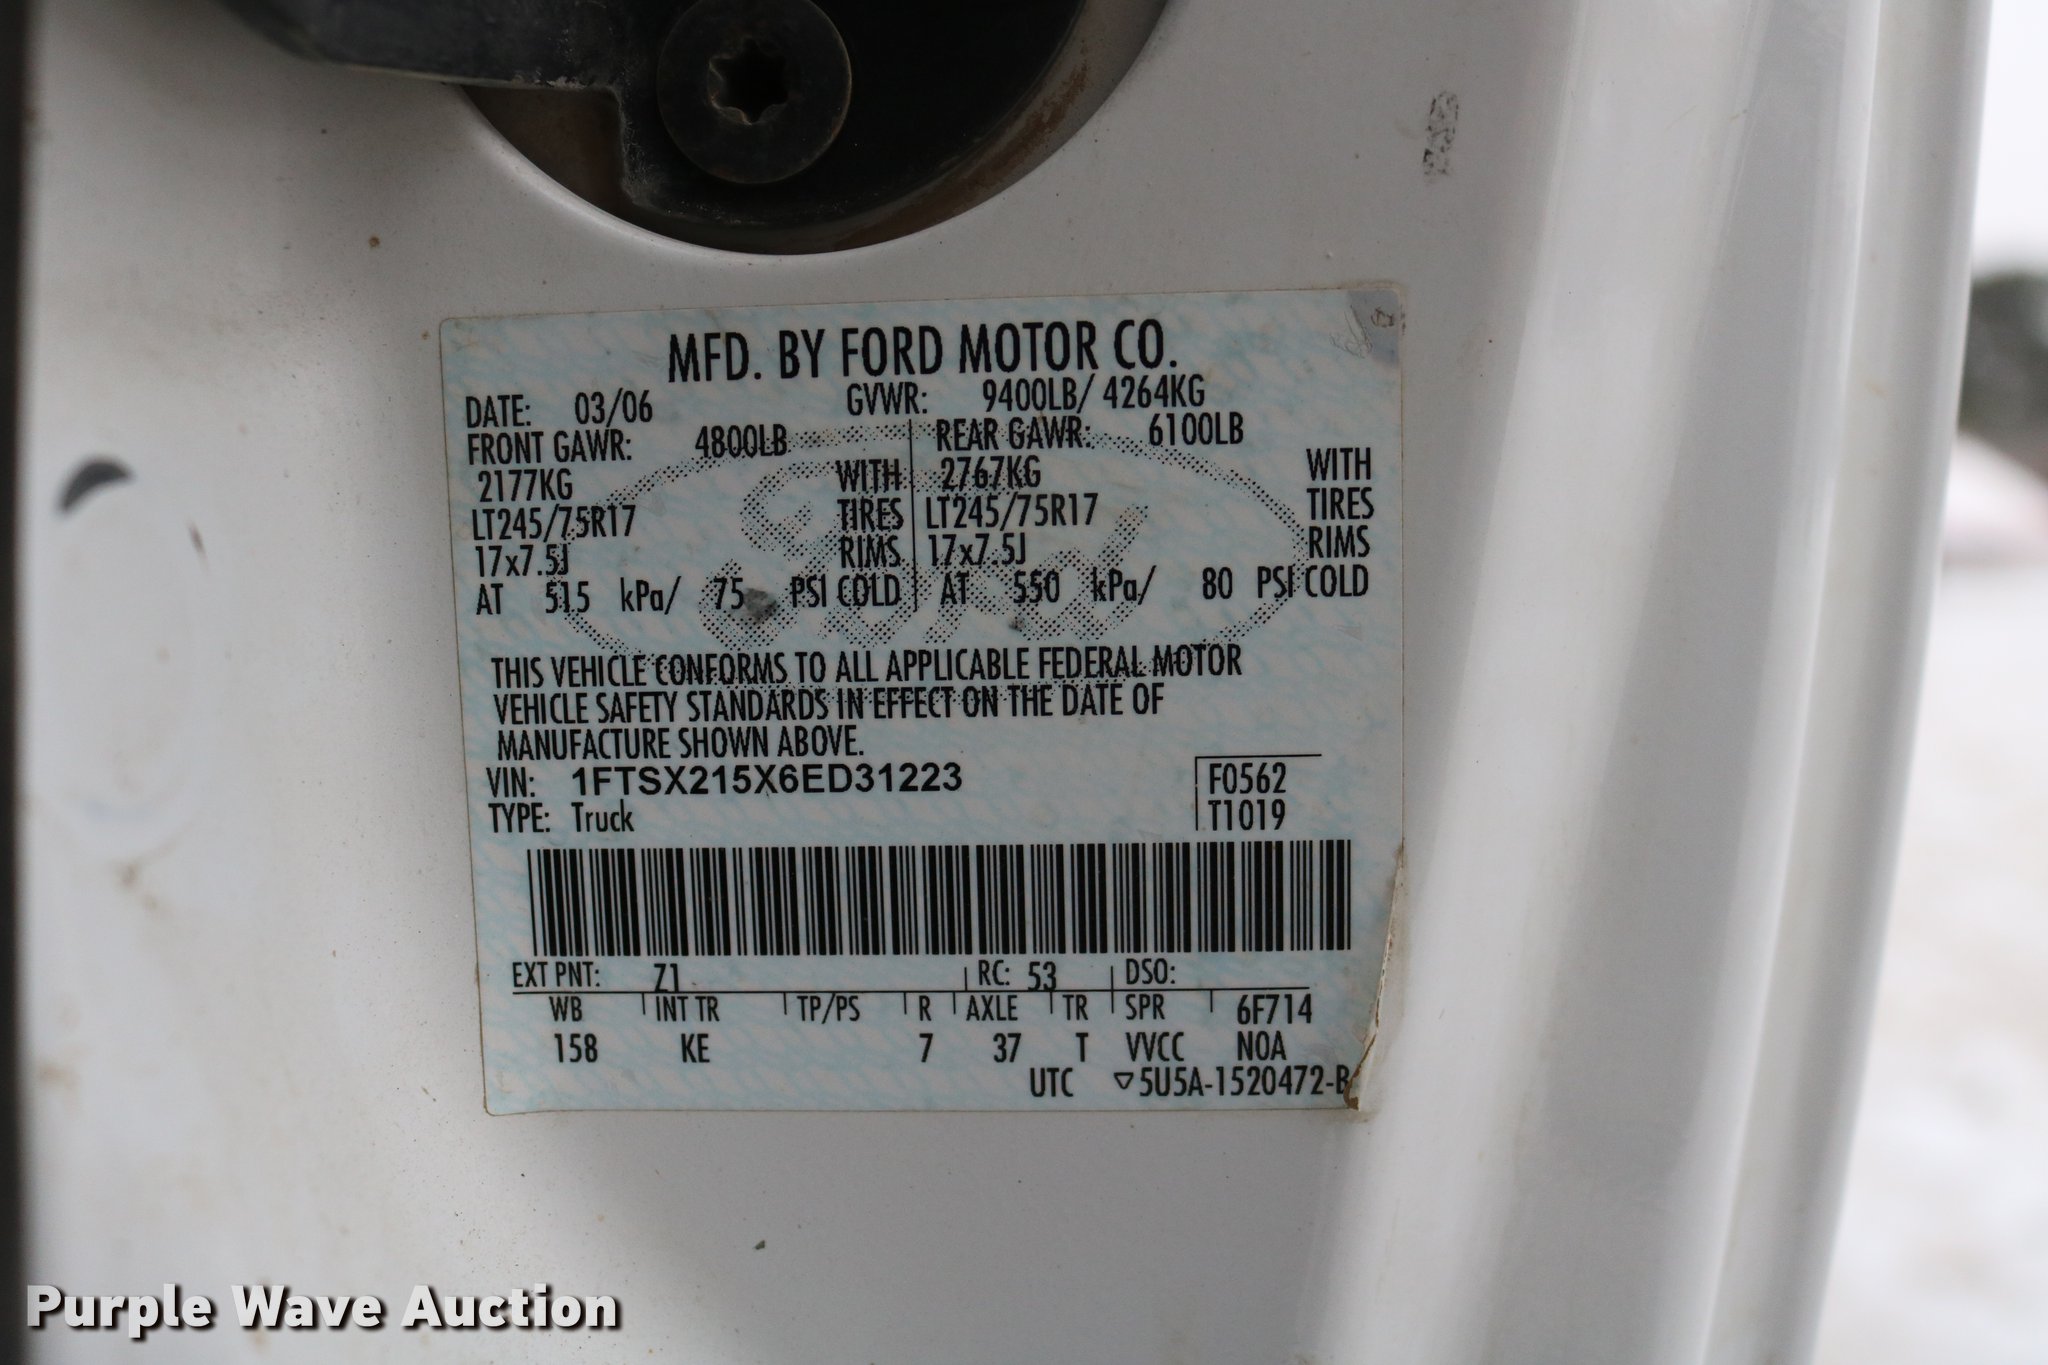 MFD. BY FORD MOTOR CO.
DATE: 03/06 GVWR: 9400LB/ 4264KG
FRONT GAWR: 4800LB REAR GAWR: 6100LB
2177KG WITH 2767KG WITH
LT245/75R17 TIRES LT245/75R17 TIRES
17x7.5J RIMS 17x7.5J RIMS
AT 515 kPa/ 75 PSI COLD AT 550 kPa/ 80 PSI COLD
Ford
THIS VEHICLE CONFORMS TO ALL APPLICABLE FEDERAL MOTOR
VEHICLE SAFETY STANDARDS IN EFFECT ON THE DATE OF
MANUFACTURE SHOWN ABOVE.
VIN: 1FTSX215X6ED31223 F0562
TYPE: Truck T1019
EXT PNT: Z1 RC: 53 DSO:
WB INT TR TP/PS R AXLE TR SPR 6F714
158 KE 7 37 T VVCC NOA
UTC ▽5U5A-1520472-B
Purple Wave Auction